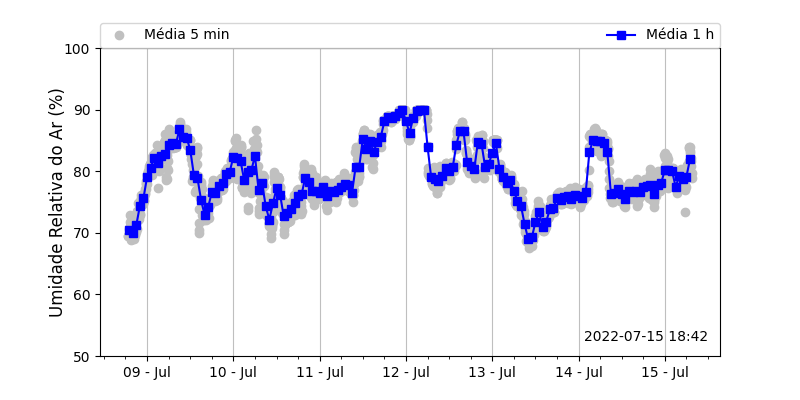 Média 5 min
Média 1 h
Umidade Relativa do Ar (%)
100
90
80
70
60
50
2022-07-15 18:42
09 - Jul
10 - Jul
11 - Jul
12 - Jul
13 - Jul
14 - Jul
15 - Jul